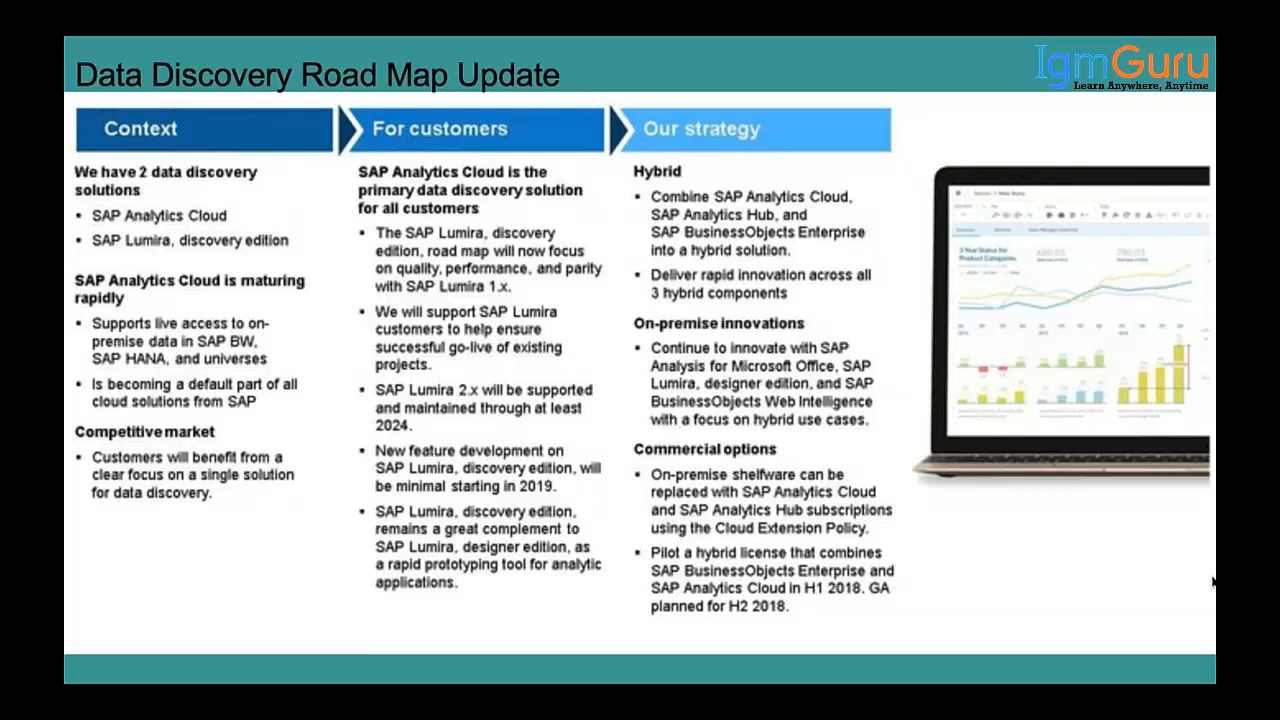 Data Discovery Road Map Update
IgmGuru
Learn Anywhere, Anytime
Context
We have 2 data discovery
solutions
▪ SAP Analytics Cloud
▪ SAP Lumira, discovery edition
SAP Analytics Cloud is maturing
rapidly
▪ Supports live access to on-
premise data in SAP BW,
SAP HANA, and universes
▪ Is becoming a default part of all
cloud solutions from SAP
Competitive market
▪ Customers will benefit from a
clear focus on a single solution
for data discovery.
For customers
SAP Analytics Cloud is the
primary data discovery solution
for all customers
▪ The SAP Lumira, discovery
edition, road map will now focus
on quality, performance, and parity
with SAP Lumira 1.x.
▪ We will support SAP Lumira
customers to help ensure
successful go-live of existing
projects.
▪ SAP Lumira 2.x will be supported
and maintained through at least
2024.
▪ New feature development on
SAP Lumira, discovery edition, will
be minimal starting in 2019.
▪ SAP Lumira, discovery edition,
remains a great complement to
SAP Lumira, designer edition, as
a rapid prototyping tool for analytic
applications.
Our strategy
Hybrid
▪ Combine SAP Analytics Cloud,
SAP Analytics Hub, and
SAP BusinessObjects Enterprise
into a hybrid solution.
▪ Deliver rapid innovation across all
3 hybrid components
On-premise innovations
▪ Continue to innovate with SAP
Analysis for Microsoft Office, SAP
Lumira, designer edition, and SAP
BusinessObjects Web Intelligence
with a focus on hybrid use cases.
Commercial options
▪ On-premise shelfware can be
replaced with SAP Analytics Cloud
and SAP Analytics Hub subscriptions
using the Cloud Extension Policy.
▪ Pilot a hybrid license that combines
SAP BusinessObjects Enterprise and
SAP Analytics Cloud in H1 2018. GA
planned for H2 2018.
3 Year Status for
Product Categories